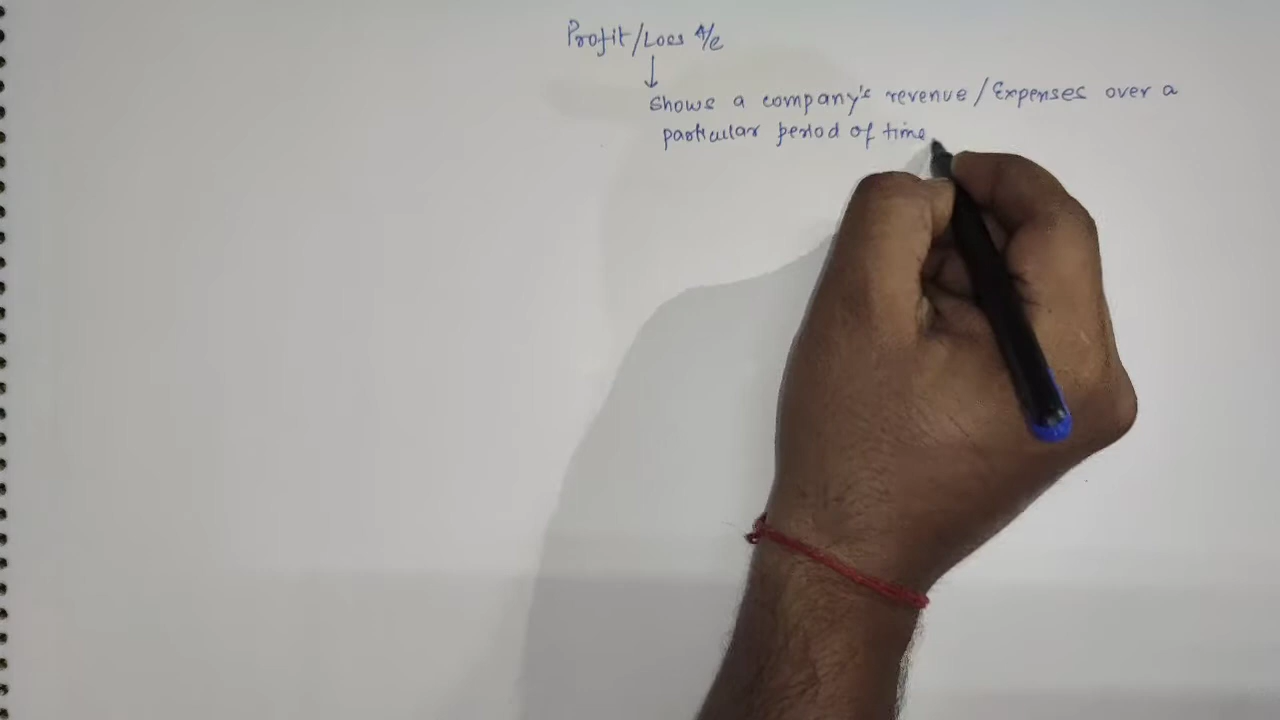 Profit/Loss A/c
Shows a company's revenue/Expenses over a
particular period of time